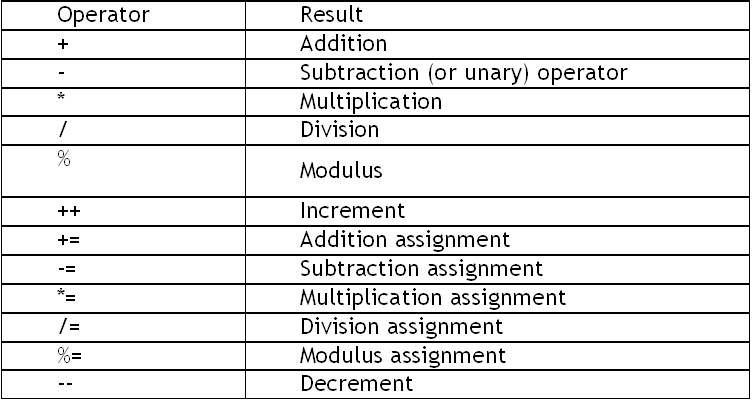 Operator Result
+ Addition
- Subtraction (or unary) operator
* Multiplication
/ Division
% Modulus
++ Increment
+= Addition assignment
-= Subtraction assignment
*= Multiplication assignment
/= Division assignment
%= Modulus assignment
-- Decrement